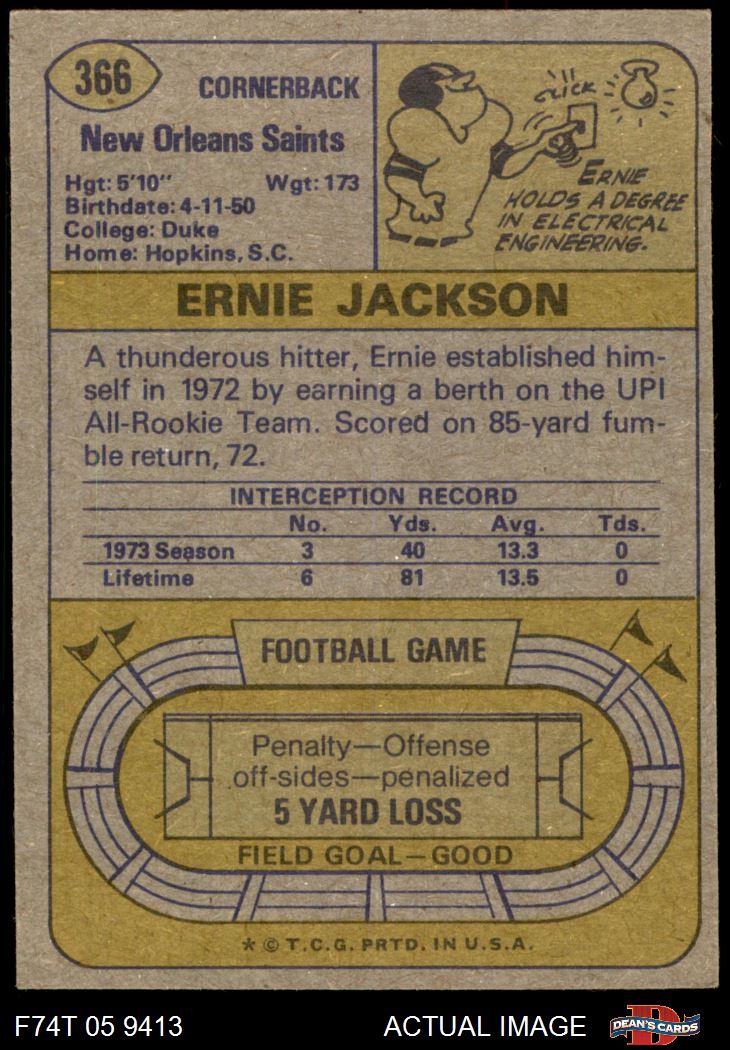 366
CORNERBACK
New Orleans Saints
Hgt: 5'10" Wgt: 173
Birthdate: 4-11-50
College: Duke
Home: Hopkins, S.C.
CLICK
ERNIE
HOLDS A DEGREE
IN ELECTRICAL
ENGINEERING.
ERNIE JACKSON
A thunderous hitter, Ernie established him-
self in 1972 by earning a berth on the UPI
All-Rookie Team. Scored on 85-yard fum-
ble return, 72.
INTERCEPTION RECORD
No. Yds. Avg. Tds.
1973 Season 3 40 13.3 0
Lifetime 6 81 13.5 0
FOOTBALL GAME
Penalty—Offense
off-sides—penalized
5 YARD LOSS
FIELD GOAL—GOOD
* © T.C.G. PRTD. IN U.S.A.
F74T 05 9413
ACTUAL IMAGE
D
DEAN'S CARDS